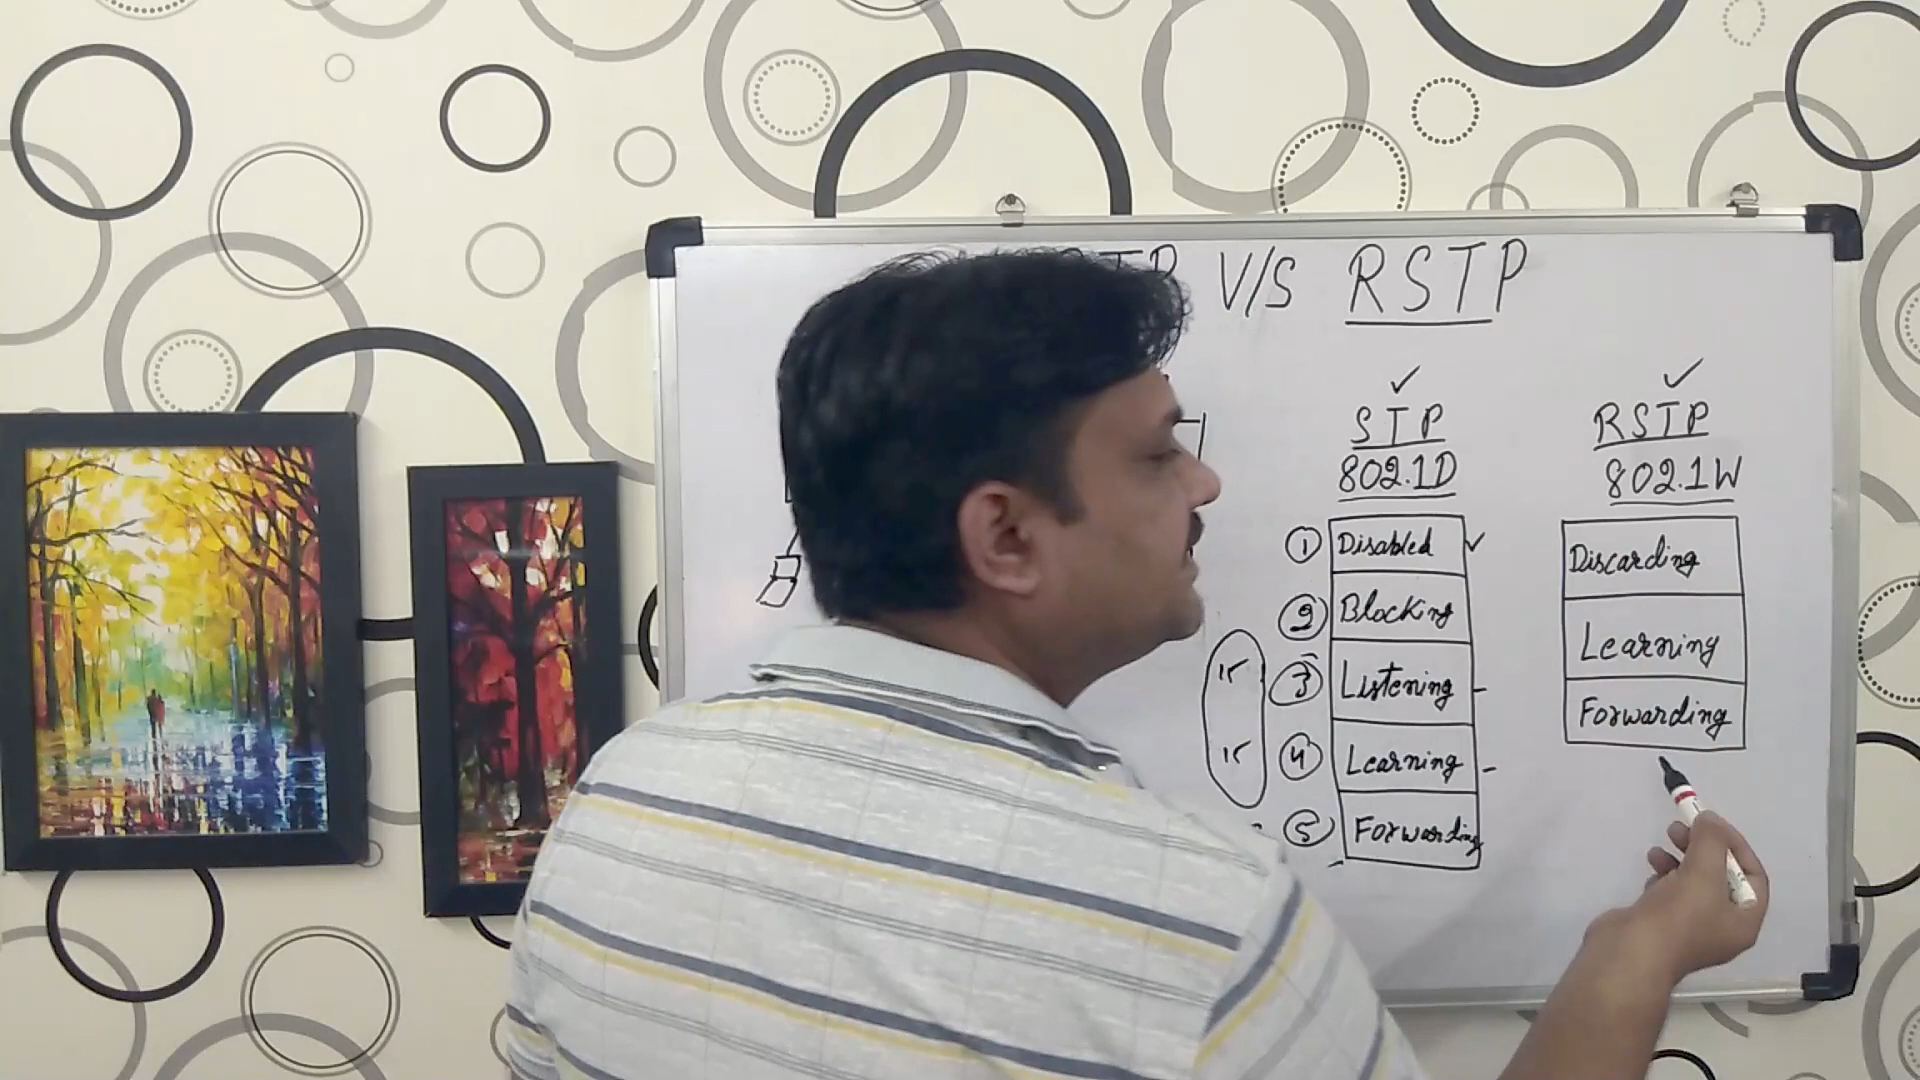 STP V/S RSTP
STP
802.1D
① Disabled
② Blocking
15 ③ Listening
15 ④ Learning
⑤ Forwarding
RSTP
802.1W
Discarding
Learning
Forwarding